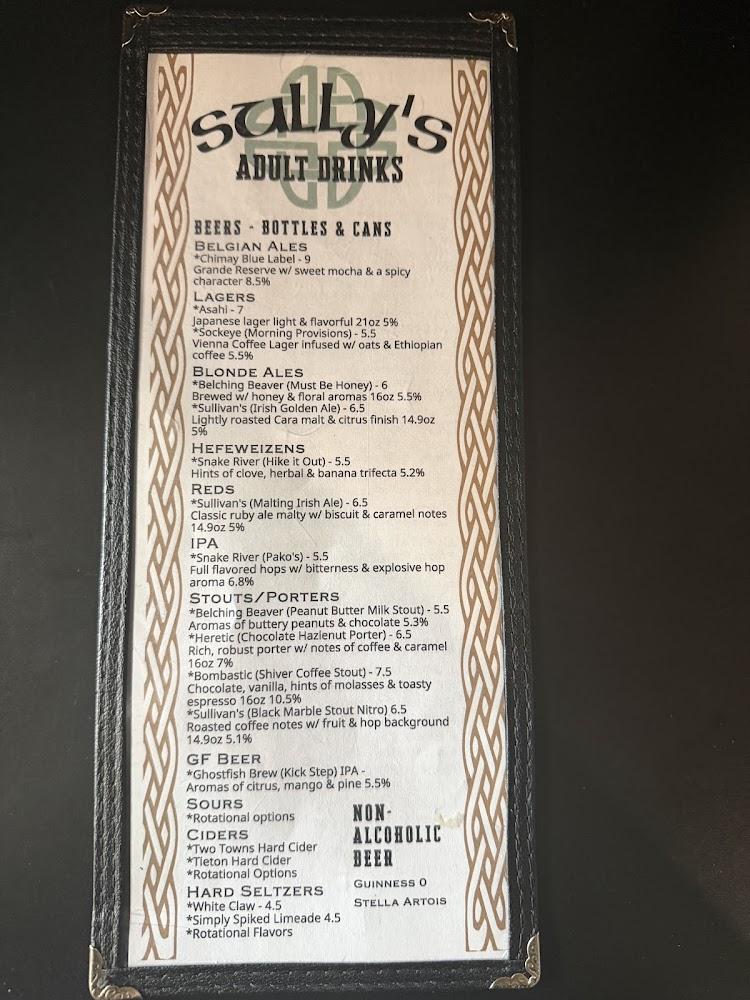 Sully's
ADULT DRINKS
BEERS - BOTTLES & CANS
BELGIAN ALES
*Chimay Blue Label - 9
Grande Reserve w/ sweet mocha & a spicy
character 8.5%
LAGERS
*Asahi - 7
Japanese lager light & flavorful 21oz 5%
*Sockeye (Morning Provisions) - 5.5
Vienna Coffee Lager infused w/ oats & Ethiopian
coffee 5.5%
BLONDE ALES
*Belching Beaver (Must Be Honey) - 6
Brewed w/ honey & floral aromas 16oz 5.5%
*Sullivan's (Irish Golden Ale) - 6.5
Lightly roasted Cara malt & citrus finish 14.9oz
5%
HEFEWEIZENS
*Snake River (Hike it Out) - 5.5
Hints of clove, herbal & banana trifecta 5.2%
REDS
*Sullivan's (Malting Irish Ale) - 6.5
Classic ruby ale malty w/ biscuit & caramel notes
14.9oz 5%
IPA
*Snake River (Pako's) - 5.5
Full flavored hops w/ bitterness & explosive hop
aroma 6.8%
STOUTS/PORTERS
*Belching Beaver (Peanut Butter Milk Stout) - 5.5
Aromas of buttery peanuts & chocolate 5.3%
*Heretic (Chocolate Hazlenut Porter) - 6.5
Rich, robust porter w/ notes of coffee & caramel
16oz 7%
*Bombastic (Shiver Coffee Stout) - 7.5
Chocolate, vanilla, hints of molasses & toasty
espresso 16oz 10.5%
*Sullivan's (Black Marble Stout Nitro) 6.5
Roasted coffee notes w/ fruit & hop background
14.9oz 5.1%
GF BEER
*Ghostfish Brew (Kick Step) IPA -
Aromas of citrus, mango & pine 5.5%
SOURS
*Rotational options
CIDERS
*Two Towns Hard Cider
*Tieton Hard Cider
*Rotational Options
HARD SELTZERS
*White Claw - 4.5
*Simply Spiked Limeade 4.5
*Rotational Flavors
NON-
ALCOHOLIC
BEER
GUINNESS 0
STELLA ARTOIS